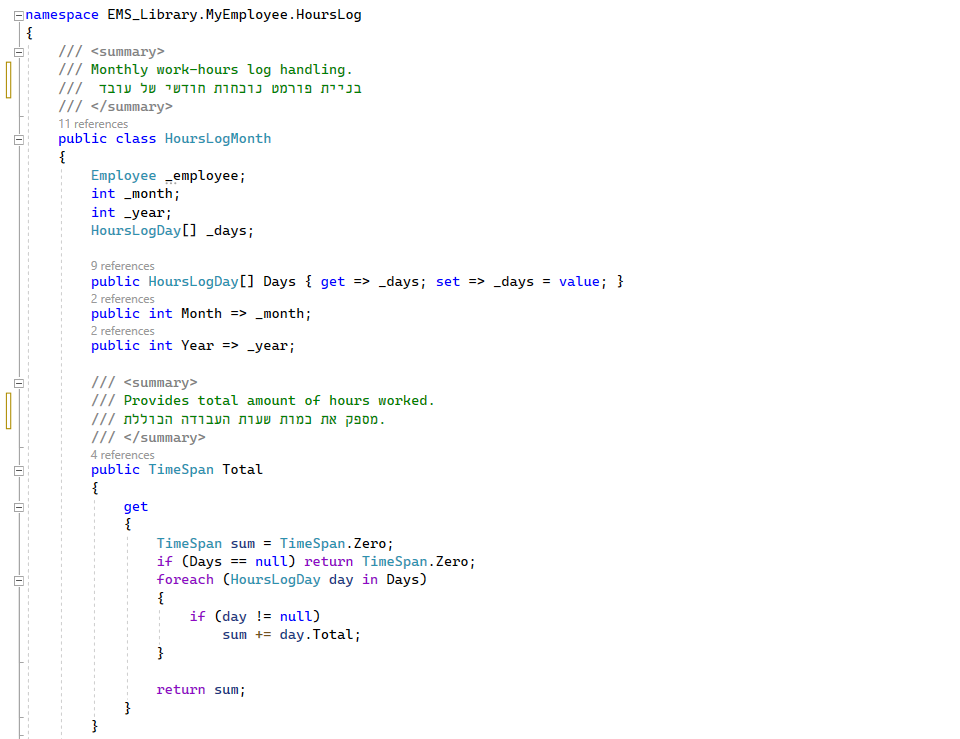 namespace EMS_Library.MyEmployee.HoursLog
{
/// <summary>
/// Monthly work-hours log handling.
/// בניית פורמט נוכחות חודשי של עובד
/// </summary>
11 references
public class HoursLogMonth
{
Employee _employee;
int _month;
int _year;
HoursLogDay[] _days;
9 references
public HoursLogDay[] Days { get => _days; set => _days = value; }
2 references
public int Month => _month;
2 references
public int Year => _year;
/// <summary>
/// Provides total amount of hours worked.
/// מספק את כמות שעות העבודה הכוללת.
/// </summary>
4 references
public TimeSpan Total
{
get
{
TimeSpan sum = TimeSpan.Zero;
if (Days == null) return TimeSpan.Zero;
foreach (HoursLogDay day in Days)
{
if (day != null)
sum += day.Total;
}
return sum;
}
}